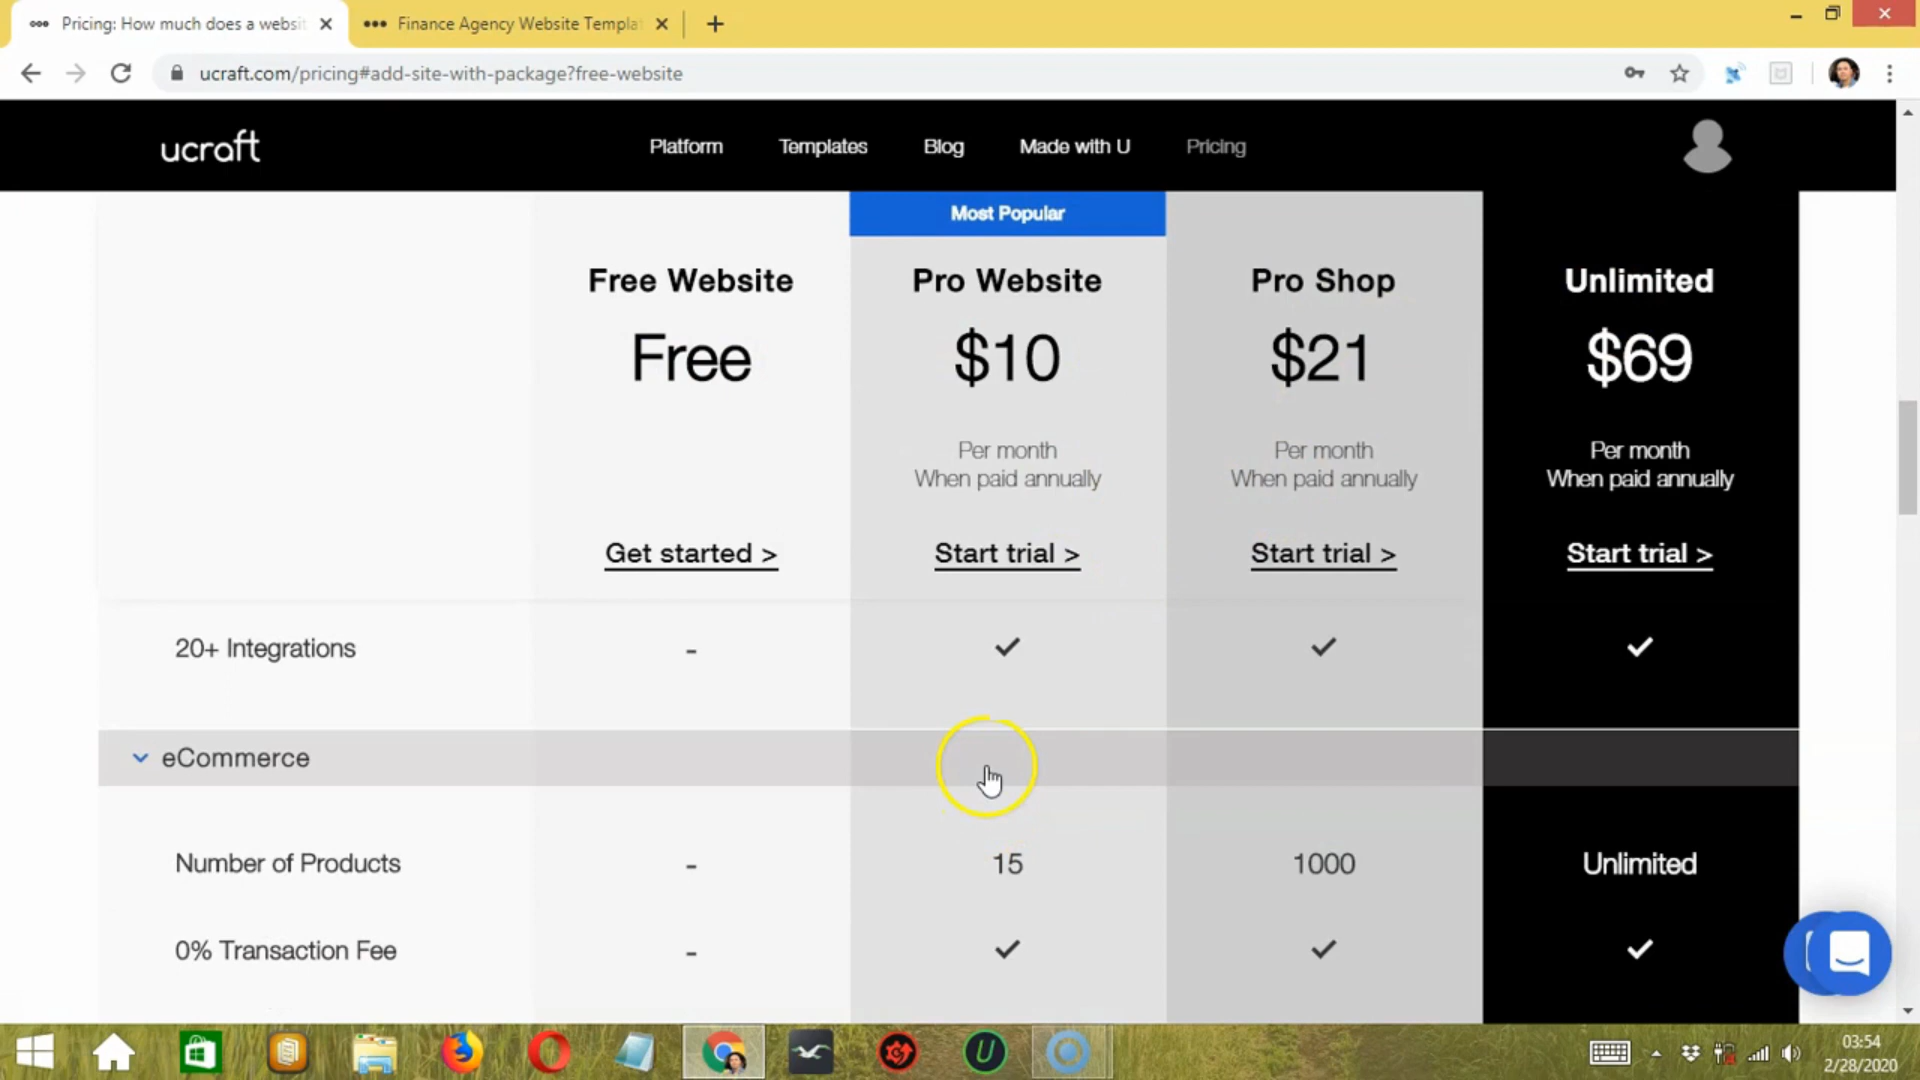 Pricing: How much does a websi
Finance Agency Website Templa
ucraft.com/pricing#add-site-with-package?free-website
ucraft
Platform
Templates
Blog
Made with U
Pricing
Most Popular
Free Website
Pro Website
Pro Shop
Unlimited
Free
$10
$21
$69
Per month
When paid annually
Per month
When paid annually
Per month
When paid annually
Get started >
Start trial >
Start trial >
Start trial >
20+ Integrations
-
eCommerce
Number of Products
-
15
1000
Unlimited
0% Transaction Fee
-
03:54
2/28/2020